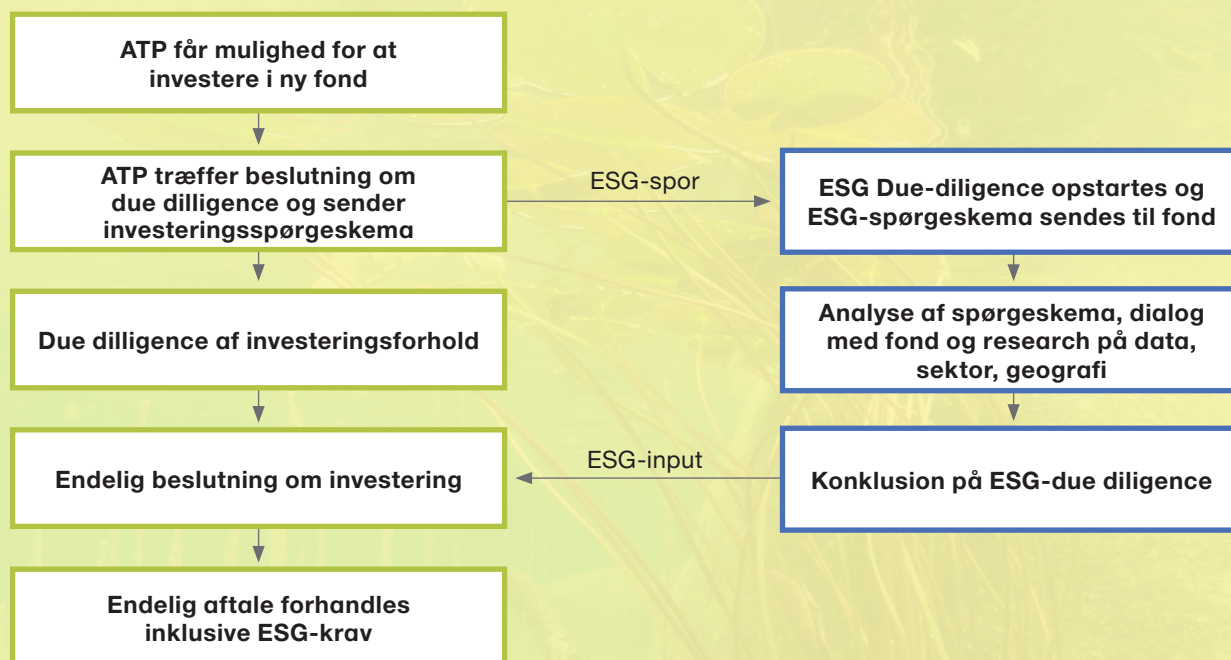 ATP får mulighed for at
investere i ny fond
ATP træffer beslutning om
due dilligence og sender
investeringsspørgeskema
ESG-spor
ESG Due-diligence opstartes og
ESG-spørgeskema sendes til fond
Due dilligence af investeringsforhold
Analyse af spørgeskema, dialog
med fond og research på data,
sektor, geografi
Endelig beslutning om investering
ESG-input
Konklusion på ESG-due diligence
Endelig aftale forhandles
inklusive ESG-krav